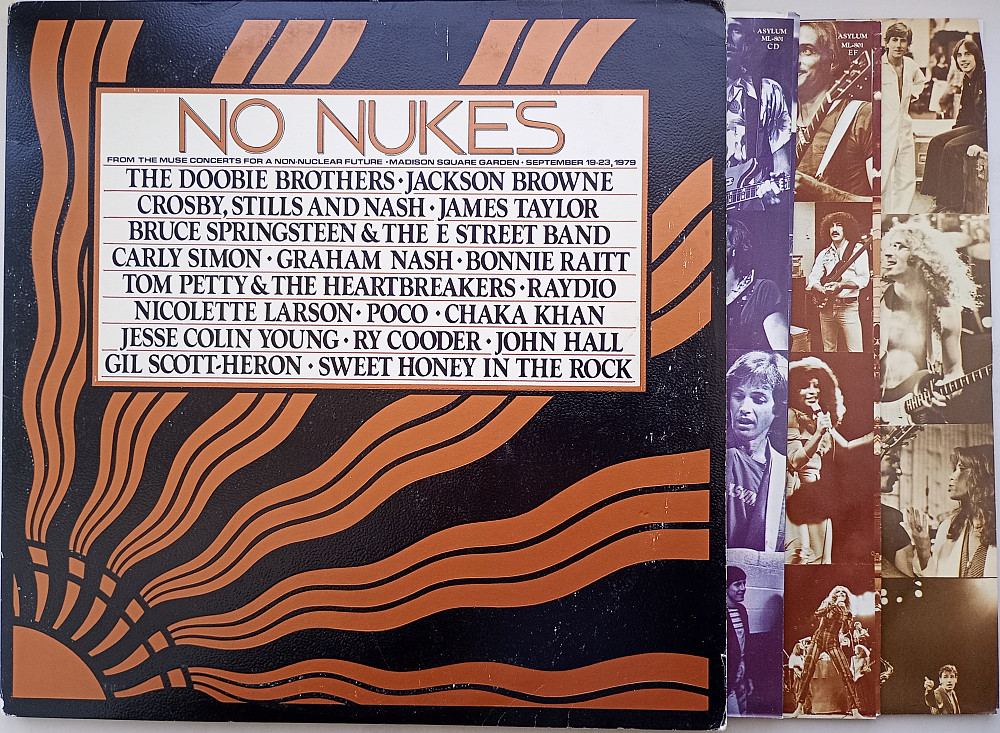 NO NUKES
FROM THE MUSE CONCERTS FOR A NON-NUCLEAR FUTURE • MADISON SQUARE GARDEN • SEPTEMBER 19-23, 1979
THE DOOBIE BROTHERS • JACKSON BROWNE
CROSBY, STILLS AND NASH • JAMES TAYLOR
BRUCE SPRINGSTEEN & THE E STREET BAND
CARLY SIMON • GRAHAM NASH • BONNIE RAITT
TOM PETTY & THE HEARTBREAKERS • RAYDIO
NICOLETTE LARSON • POCO • CHAKA KHAN
JESSE COLIN YOUNG • RY COODER • JOHN HALL
GIL SCOTT-HERON • SWEET HONEY IN THE ROCK
ASYLUM
ML-801
CD
ASYLUM
ML-801
EF